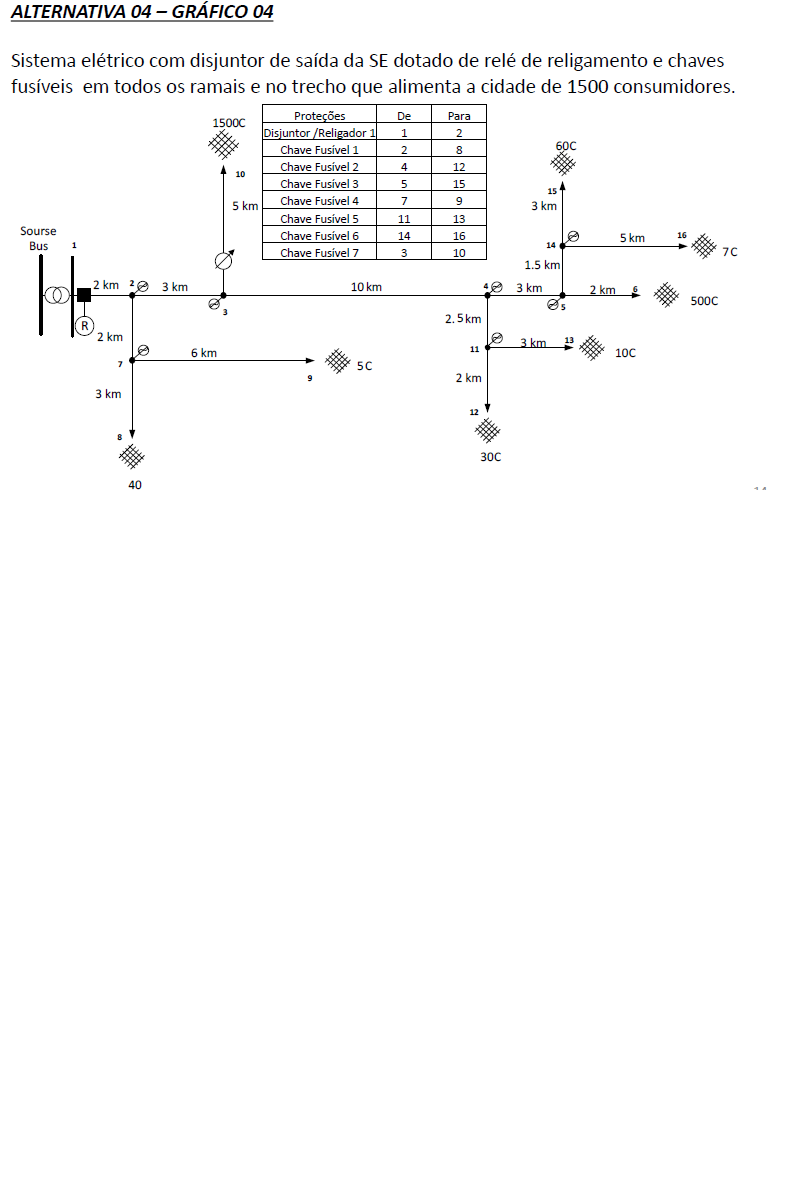 ALTERNATIVA 04 – GRÁFICO 04
Sistema elétrico com disjuntor de saída da SE dotado de relé de religamento e chaves
fusíveis em todos os ramais e no trecho que alimenta a cidade de 1500 consumidores.
Proteções De Para
Disjuntor /Religador 1 1 2
Chave Fusível 1 2 8
Chave Fusível 2 4 12
Chave Fusível 3 5 15
Chave Fusível 4 7 9
Chave Fusível 5 11 13
Chave Fusível 6 14 16
Chave Fusível 7 3 10
1500C
10
5 km
60C
15
3 km
Sourse
Bus
1
14
5 km
16
7C
1.5 km
2 km
2
3 km
10 km
4
3 km
2 km
6
500C
3
5
R
2 km
2.5 km
7
6 km
9
5C
11
3 km
13
10C
3 km
2 km
8
12
40
30C